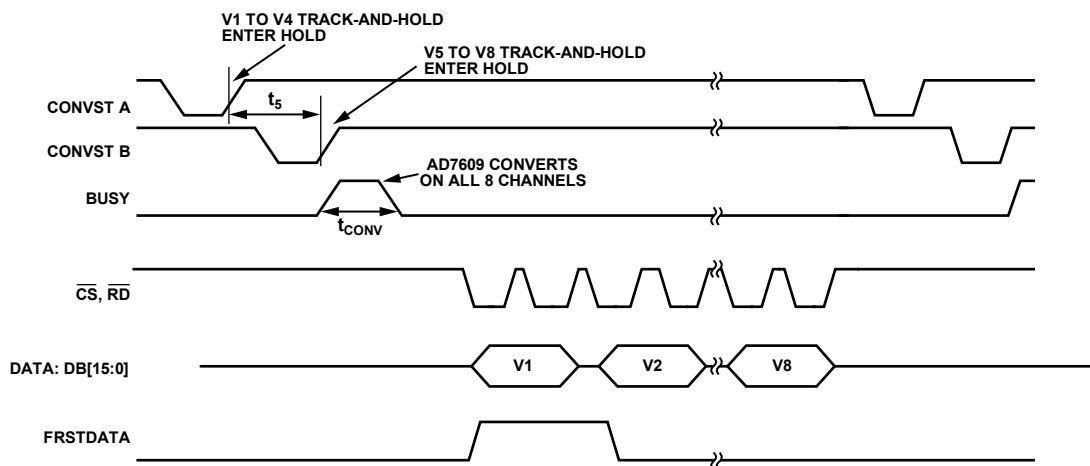 V1 TO V4 TRACK-AND-HOLD
ENTER HOLD
V5 TO V8 TRACK-AND-HOLD
ENTER HOLD
CONVST A
t5
CONVST B
AD7609 CONVERTS
ON ALL 8 CHANNELS
BUSY
tCONV
CS, RD
DATA: DB[15:0]
V1
V2
V8
FRSTDATA